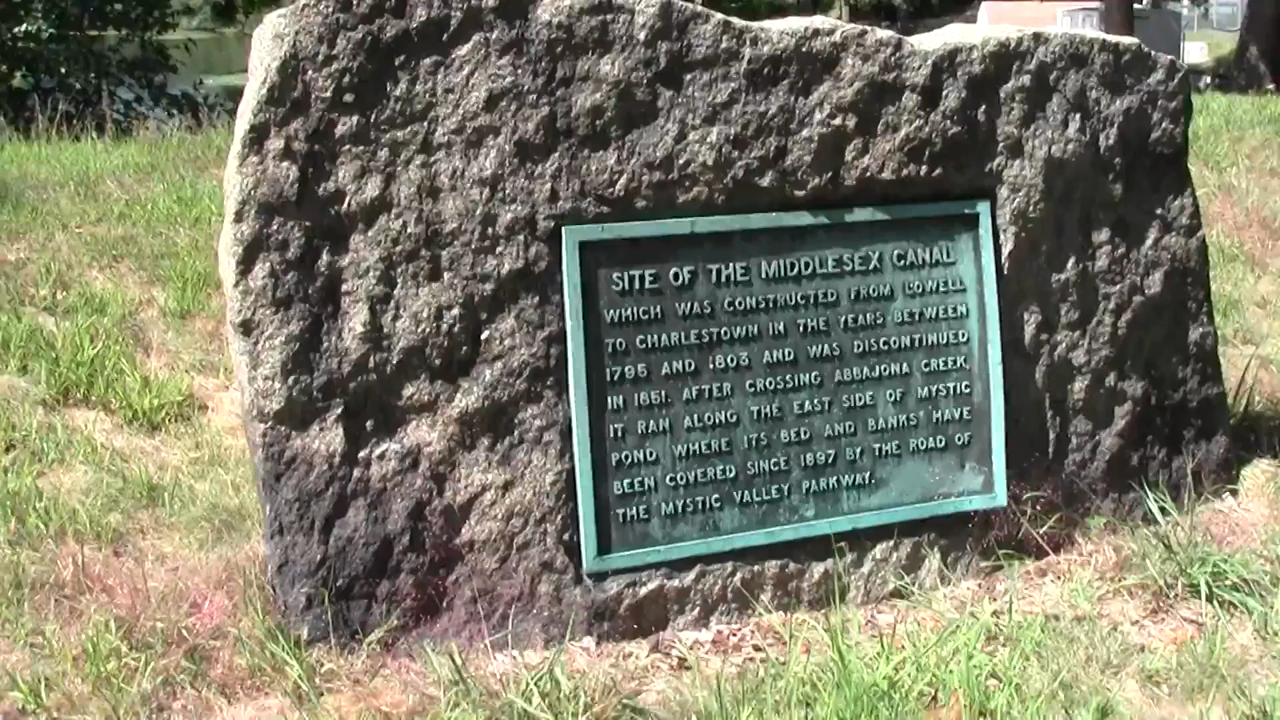 SITE OF THE MIDDLESEX CANAL
WHICH WAS CONSTRUCTED FROM LOWELL
TO CHARLESTOWN IN THE YEARS BETWEEN
1795 AND 1803 AND WAS DISCONTINUED
IN 1851. AFTER CROSSING ABBAJONA CREEK,
IT RAN ALONG THE EAST SIDE OF MYSTIC
POND WHERE ITS BED AND BANKS HAVE
BEEN COVERED SINCE 1897 BY THE ROAD OF
THE MYSTIC VALLEY PARKWAY.